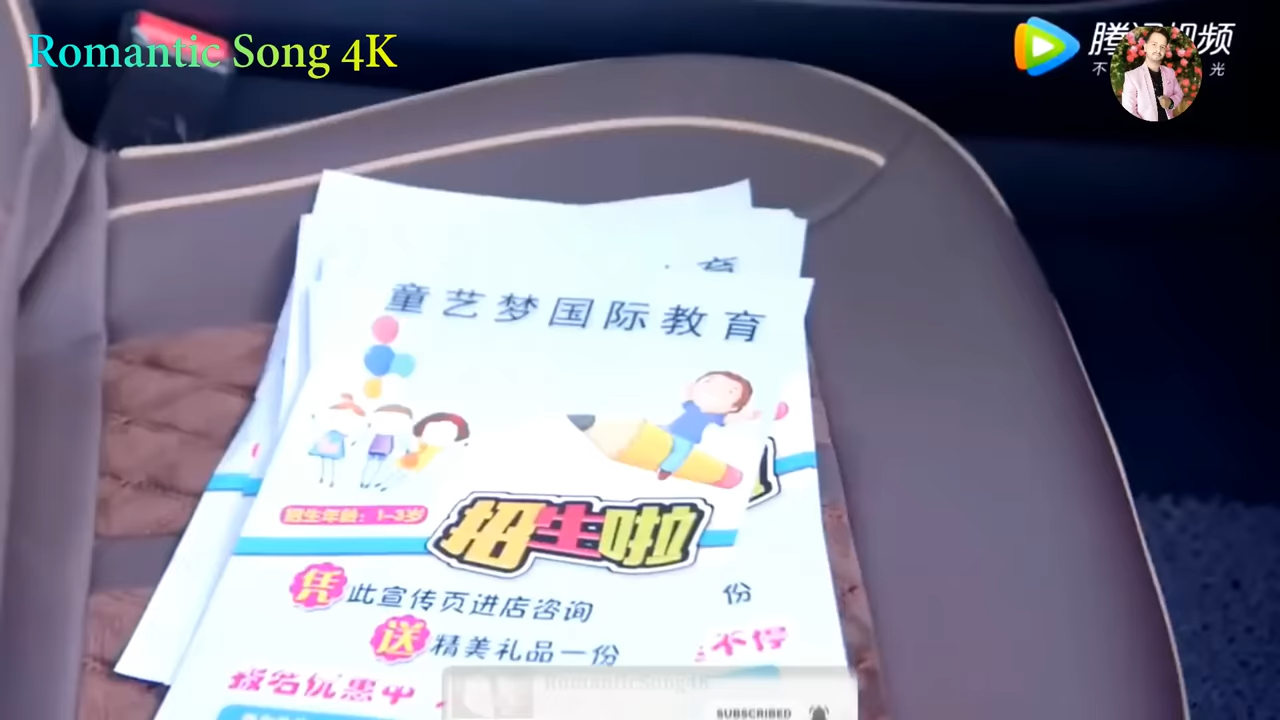 Romantic Song 4K
童艺梦国际教育
招生年龄：1-3岁
招生啦
凭此宣传页进店咨询
份
送精美礼品一份
不停
报名优惠中
RomanticSong4K
SUBSCRIBED